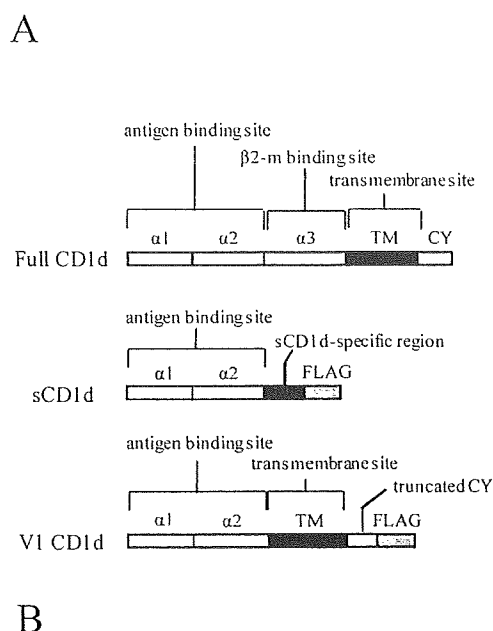 A
antigen binding site
β2-m binding site
transmembrane site
α1 α2 α3 TM CY
Full CD1d
antigen binding site
sCD1d-specific region
α1 α2 FLAG
sCD1d
antigen binding site
transmembrane site
truncated CY
α1 α2 TM FLAG
V1 CD1d
B